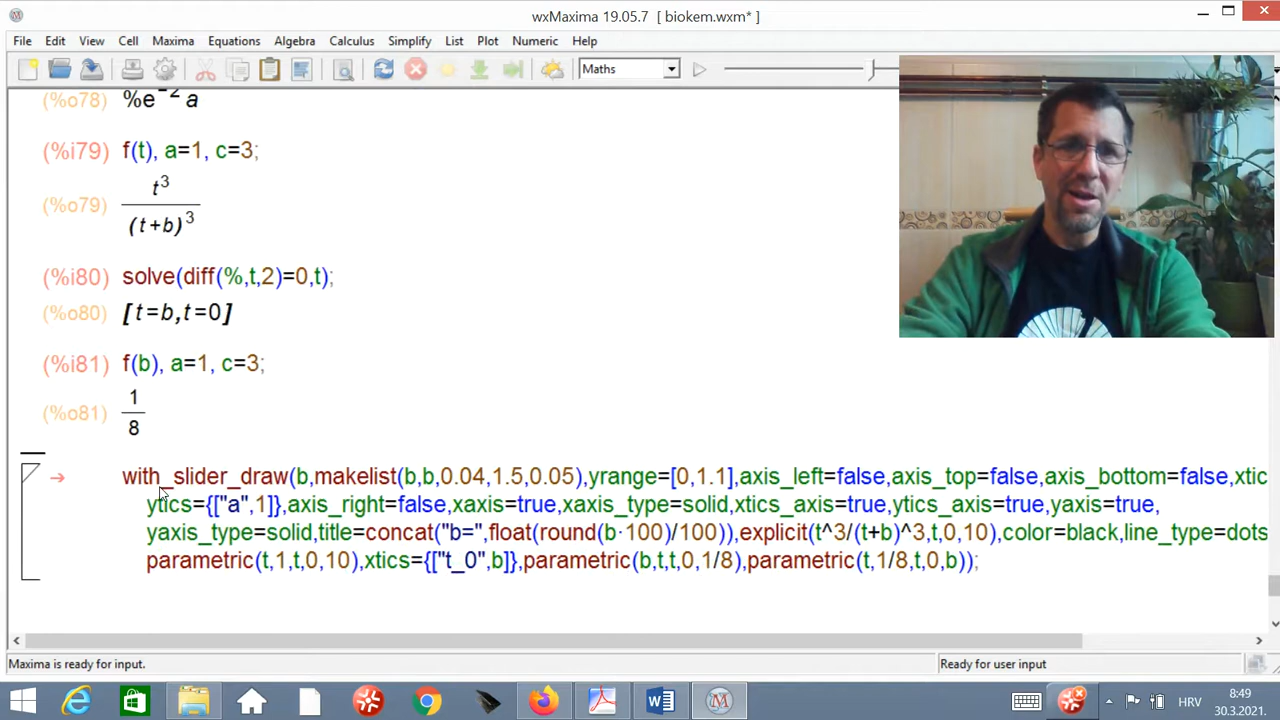 wxMaxima 19.05.7 [ biokem.wxm* ]
File Edit View Cell Maxima Equations Algebra Calculus Simplify List Plot Numeric Help
Maths
(%o78) %e⁻² a
(%i79) f(t), a=1, c=3;
(%o79) t³
(t+b)³
(%i80) solve(diff(%,t,2)=0,t);
(%o80) [t=b,t=0]
(%i81) f(b), a=1, c=3;
(%o81) 1
8
with_slider_draw(b,makelist(b,b,0.04,1.5,0.05),yrange=[0,1.1],axis_left=false,axis_top=false,axis_bottom=false,xtic
ytics={["a",1]},axis_right=false,xaxis=true,xaxis_type=solid,xtics_axis=true,ytics_axis=true,yaxis=true,
yaxis_type=solid,title=concat("b=",float(round(b·100)/100)),explicit(t^3/(t+b)^3,t,0,10),color=black,line_type=dots
parametric(t,1,t,0,10),xtics={["t_0",b]},parametric(b,t,t,0,1/8),parametric(t,1/8,t,0,b));
Maxima is ready for input. Ready for user input
HRV 8:49
30.3.2021.